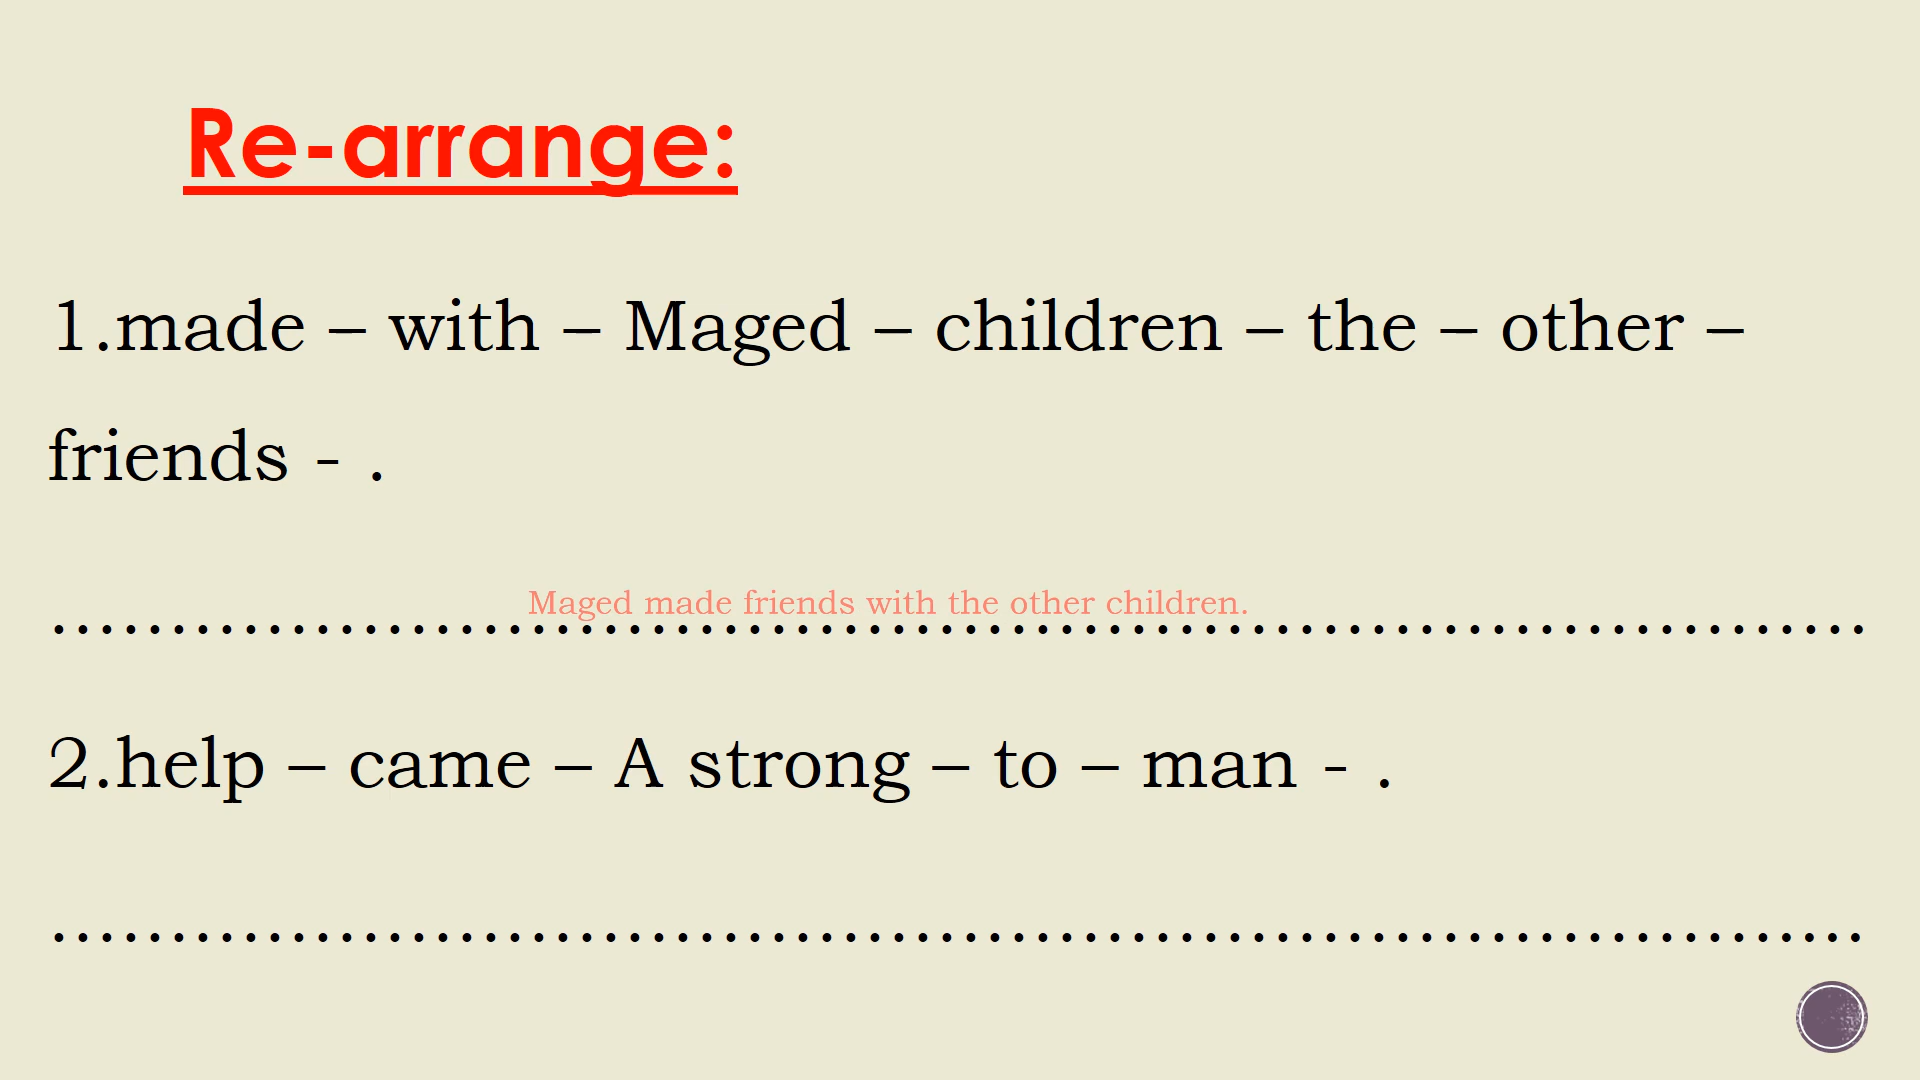 Re-arrange:
1.made – with – Maged – children – the – other –
friends - .
Maged made friends with the other children.
................................................................................
2.help – came – A strong – to – man - .
................................................................................